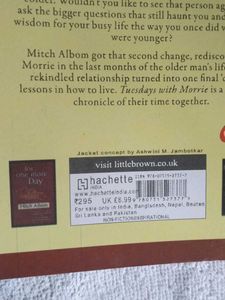 older. Wouldn't you like to see that person aga
ask the bigger questions that still haunt you and
wisdom for your busy life the way you once did w
were younger?
Mitch Albom got that second change, redisco
Morrie in the last months of the older man's life
rekindled relationship turned into one final 'c
lessons in how to live. Tuesdays with Morrie is a
chronicle of their time together.
Jacket concept by Ashwini M. Jambotkar
visit littlebrown.co.uk
for
one more
Day
Mitch Albom
hachette
INDIA
www.hachetteindia.com
₹295 UK £6.99
For sale only in India, Bangladesh, Nepal, Bhutan,
Sri Lanka and Pakistan
NON-FICTION/INSPIRATIONAL